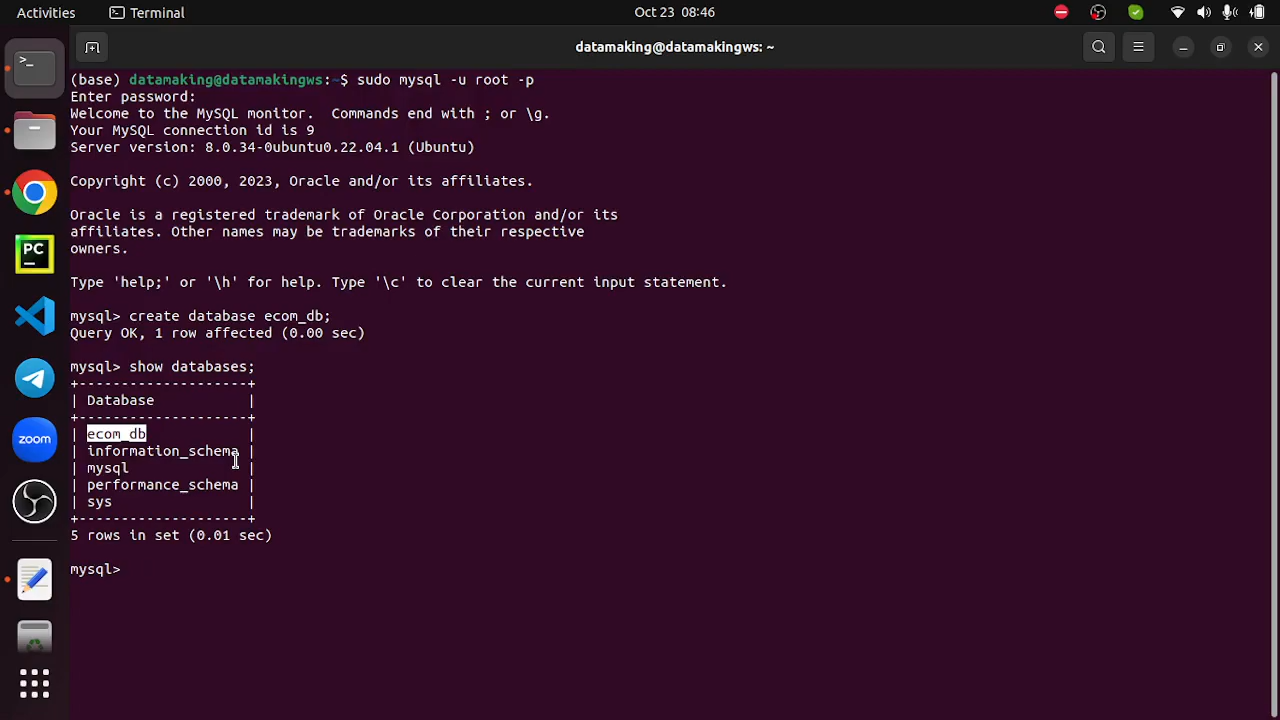 Activities Terminal Oct 23 08:46
datamaking@datamakingws: ~
(base) datamaking@datamakingws:~$ sudo mysql -u root -p
Enter password:
Welcome to the MySQL monitor.  Commands end with ; or \g.
Your MySQL connection id is 9
Server version: 8.0.34-0ubuntu0.22.04.1 (Ubuntu)

Copyright (c) 2000, 2023, Oracle and/or its affiliates.

Oracle is a registered trademark of Oracle Corporation and/or its
affiliates. Other names may be trademarks of their respective
owners.

Type 'help;' or '\h' for help. Type '\c' to clear the current input statement.

mysql> create database ecom_db;
Query OK, 1 row affected (0.00 sec)

mysql> show databases;
+--------------------+
| Database           |
+--------------------+
| ecom_db            |
| information_schema |
| mysql              |
| performance_schema |
| sys                |
+--------------------+
5 rows in set (0.01 sec)

mysql>
>_
PC
zoom